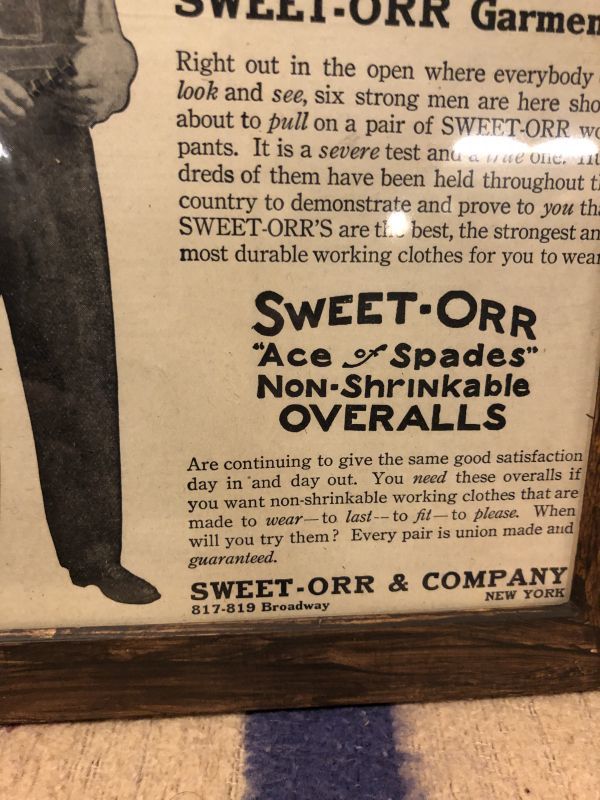 SWEET-ORR Garmen
Right out in the open where everybody
look and see, six strong men are here sho
about to pull on a pair of SWEET-ORR wo
pants. It is a severe test and a true one.
dreds of them have been held throughout t
country to demonstrate and prove to you tha
SWEET-ORR'S are the best, the strongest an
most durable working clothes for you to wear
SWEET-ORR
"Ace of Spades"
NON-ShrINKable
OVERALLS
Are continuing to give the same good satisfaction
day in and day out. You need these overalls if
you want non-shrinkable working clothes that are
made to wear—to last--to fit—to please. When
will you try them? Every pair is union made and
guaranteed.
SWEET-ORR & COMPANY
817-819 Broadway NEW YORK